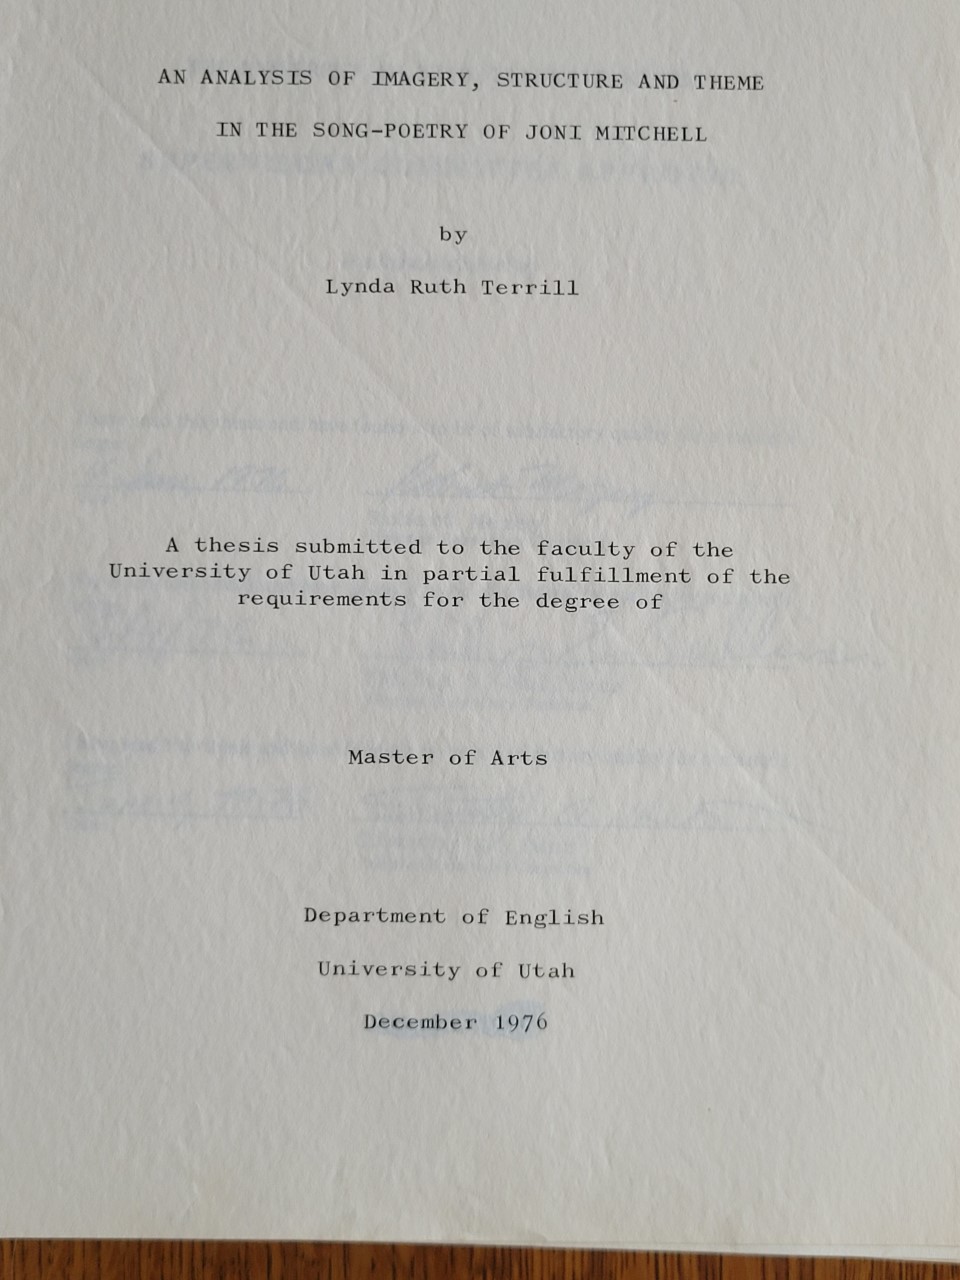 AN ANALYSIS OF IMAGERY, STRUCTURE AND THEME
IN THE SONG-POETRY OF JONI MITCHELL
by
Lynda Ruth Terrill
A thesis submitted to the faculty of the
University of Utah in partial fulfillment of the
requirements for the degree of
Master of Arts
Department of English
University of Utah
December 1976